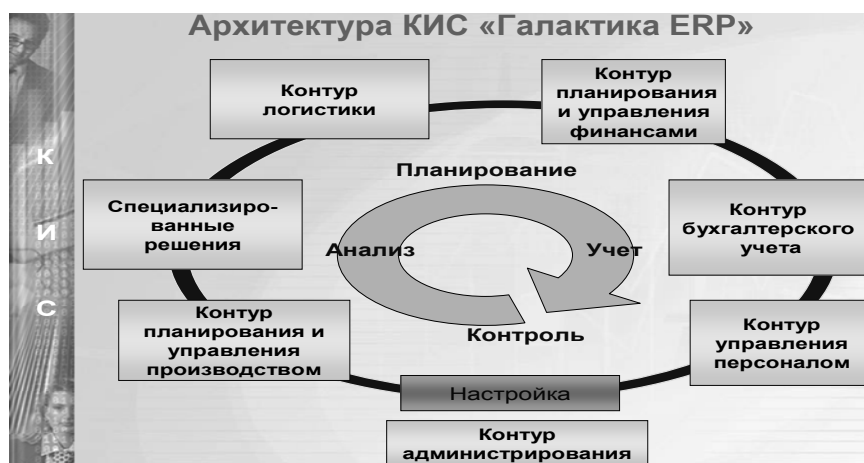 Архитектура КИС «Галактика ERP»
Контур
логистики
Контур
планирования
и управления
финансами
К
И
С
Планирование
Специализиро-
ванные
решения
Анализ
Учет
Контур
бухгалтерского
учета
Контур
планирования и
управления
производством
Контроль
Контур
управления
персоналом
Настройка
Контур
администрирования